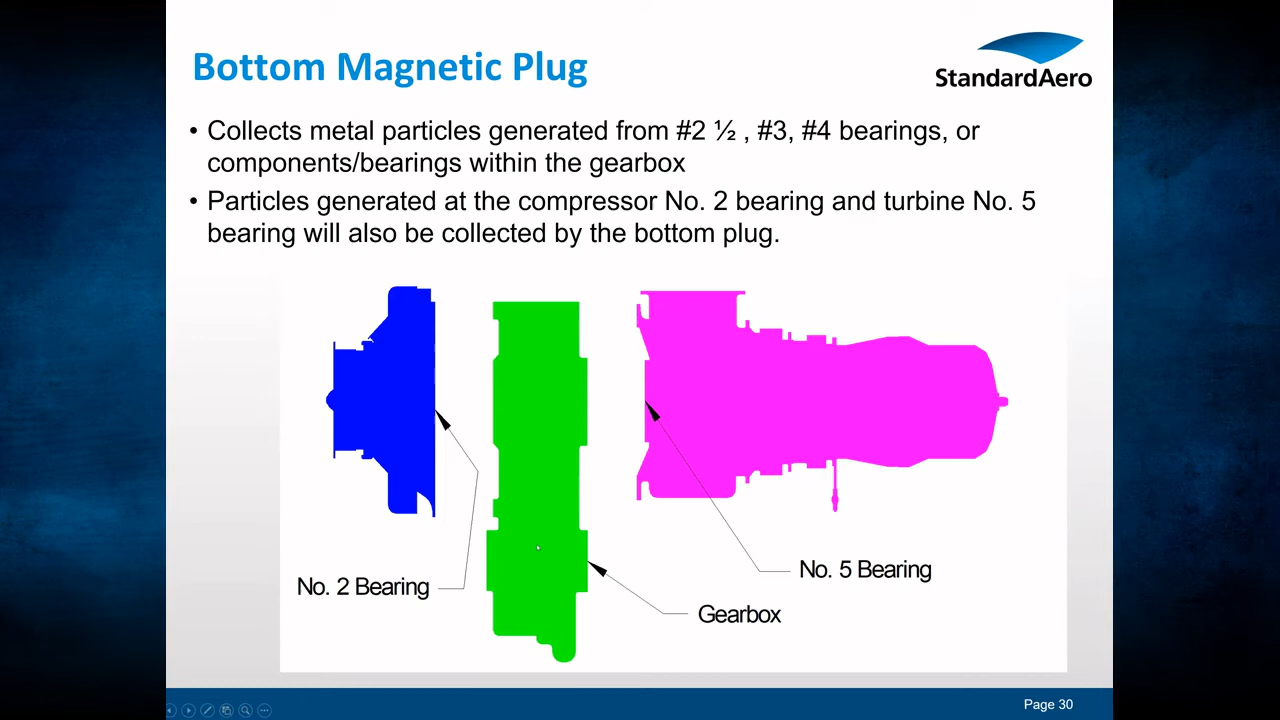 Bottom Magnetic Plug
StandardAero
• Collects metal particles generated from #2 ½ , #3, #4 bearings, or
components/bearings within the gearbox
• Particles generated at the compressor No. 2 bearing and turbine No. 5
bearing will also be collected by the bottom plug.
No. 5 Bearing
No. 2 Bearing
Gearbox
Page 30